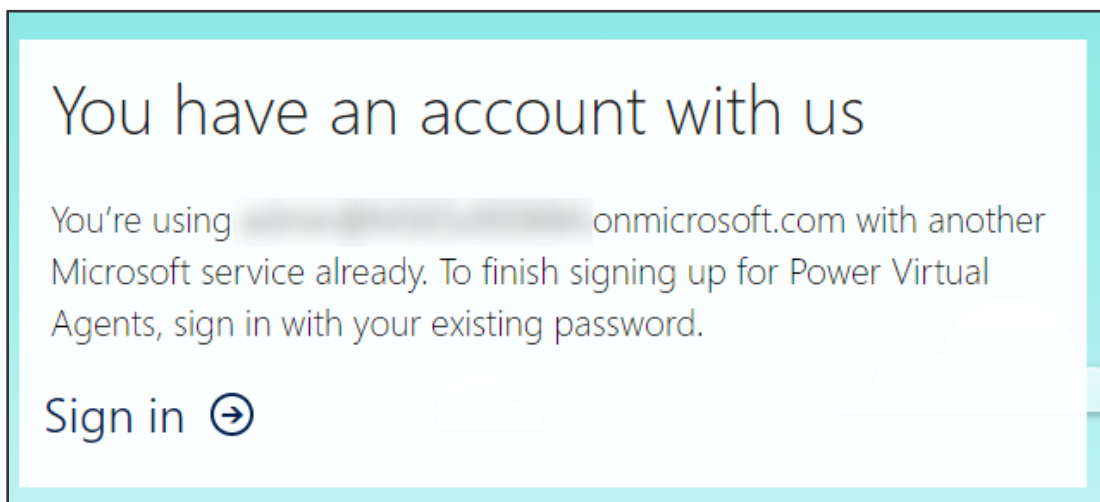 You have an account with us
You're using onmicrosoft.com with another
Microsoft service already. To finish signing up for Power Virtual
Agents, sign in with your existing password.
Sign in